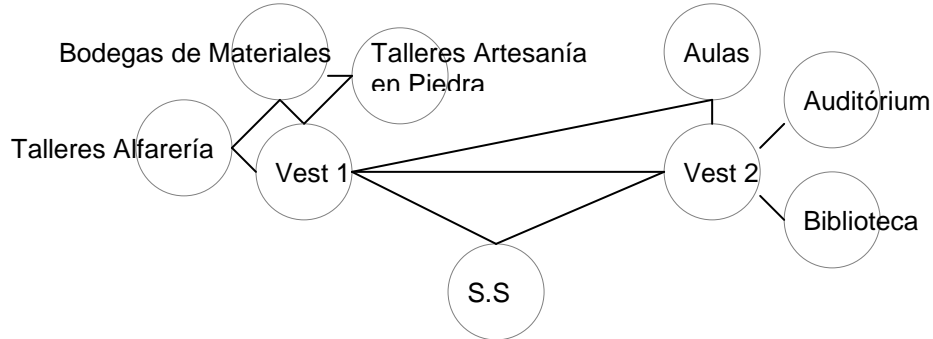 Bodegas de Materiales
Talleres Artesanía
en Piedra
Aulas
Auditórium
Talleres Alfarería
Vest 1
Vest 2
Biblioteca
S.S